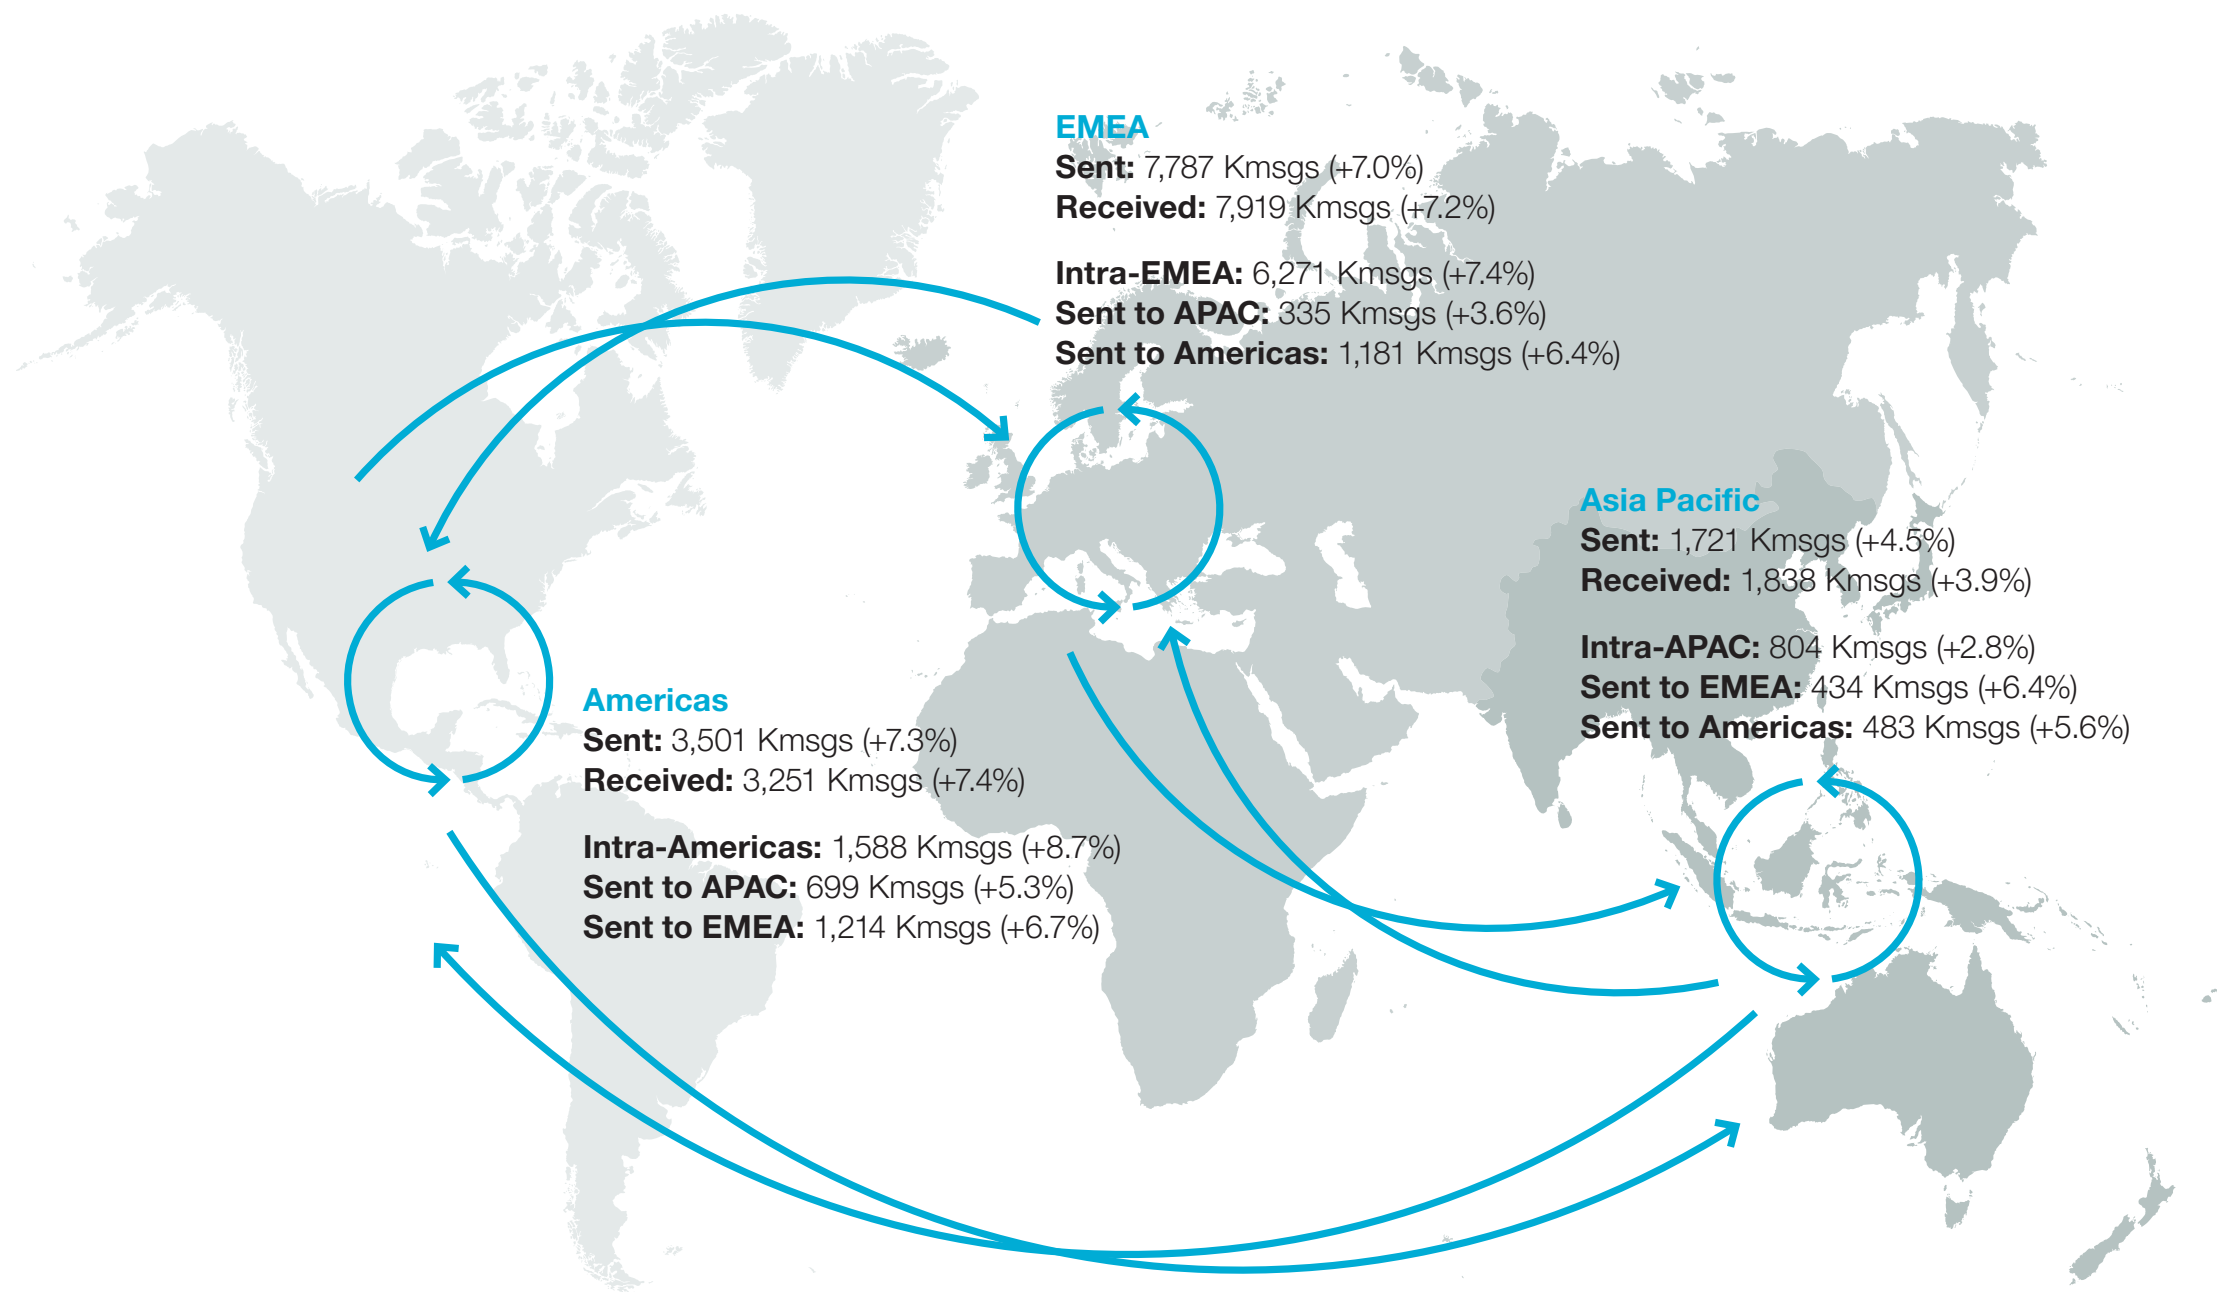 EMEA
Sent: 7,787 Kmsgs (+7.0%)
Received: 7,919 Kmsgs (+7.2%)
Intra-EMEA: 6,271 Kmsgs (+7.4%)
Sent to APAC: 335 Kmsgs (+3.6%)
Sent to Americas: 1,181 Kmsgs (+6.4%)
Asia Pacific
Sent: 1,721 Kmsgs (+4.5%)
Received: 1,838 Kmsgs (+3.9%)
Intra-APAC: 804 Kmsgs (+2.8%)
Sent to EMEA: 434 Kmsgs (+6.4%)
Sent to Americas: 483 Kmsgs (+5.6%)
Americas
Sent: 3,501 Kmsgs (+7.3%)
Received: 3,251 Kmsgs (+7.4%)
Intra-Americas: 1,588 Kmsgs (+8.7%)
Sent to APAC: 699 Kmsgs (+5.3%)
Sent to EMEA: 1,214 Kmsgs (+6.7%)